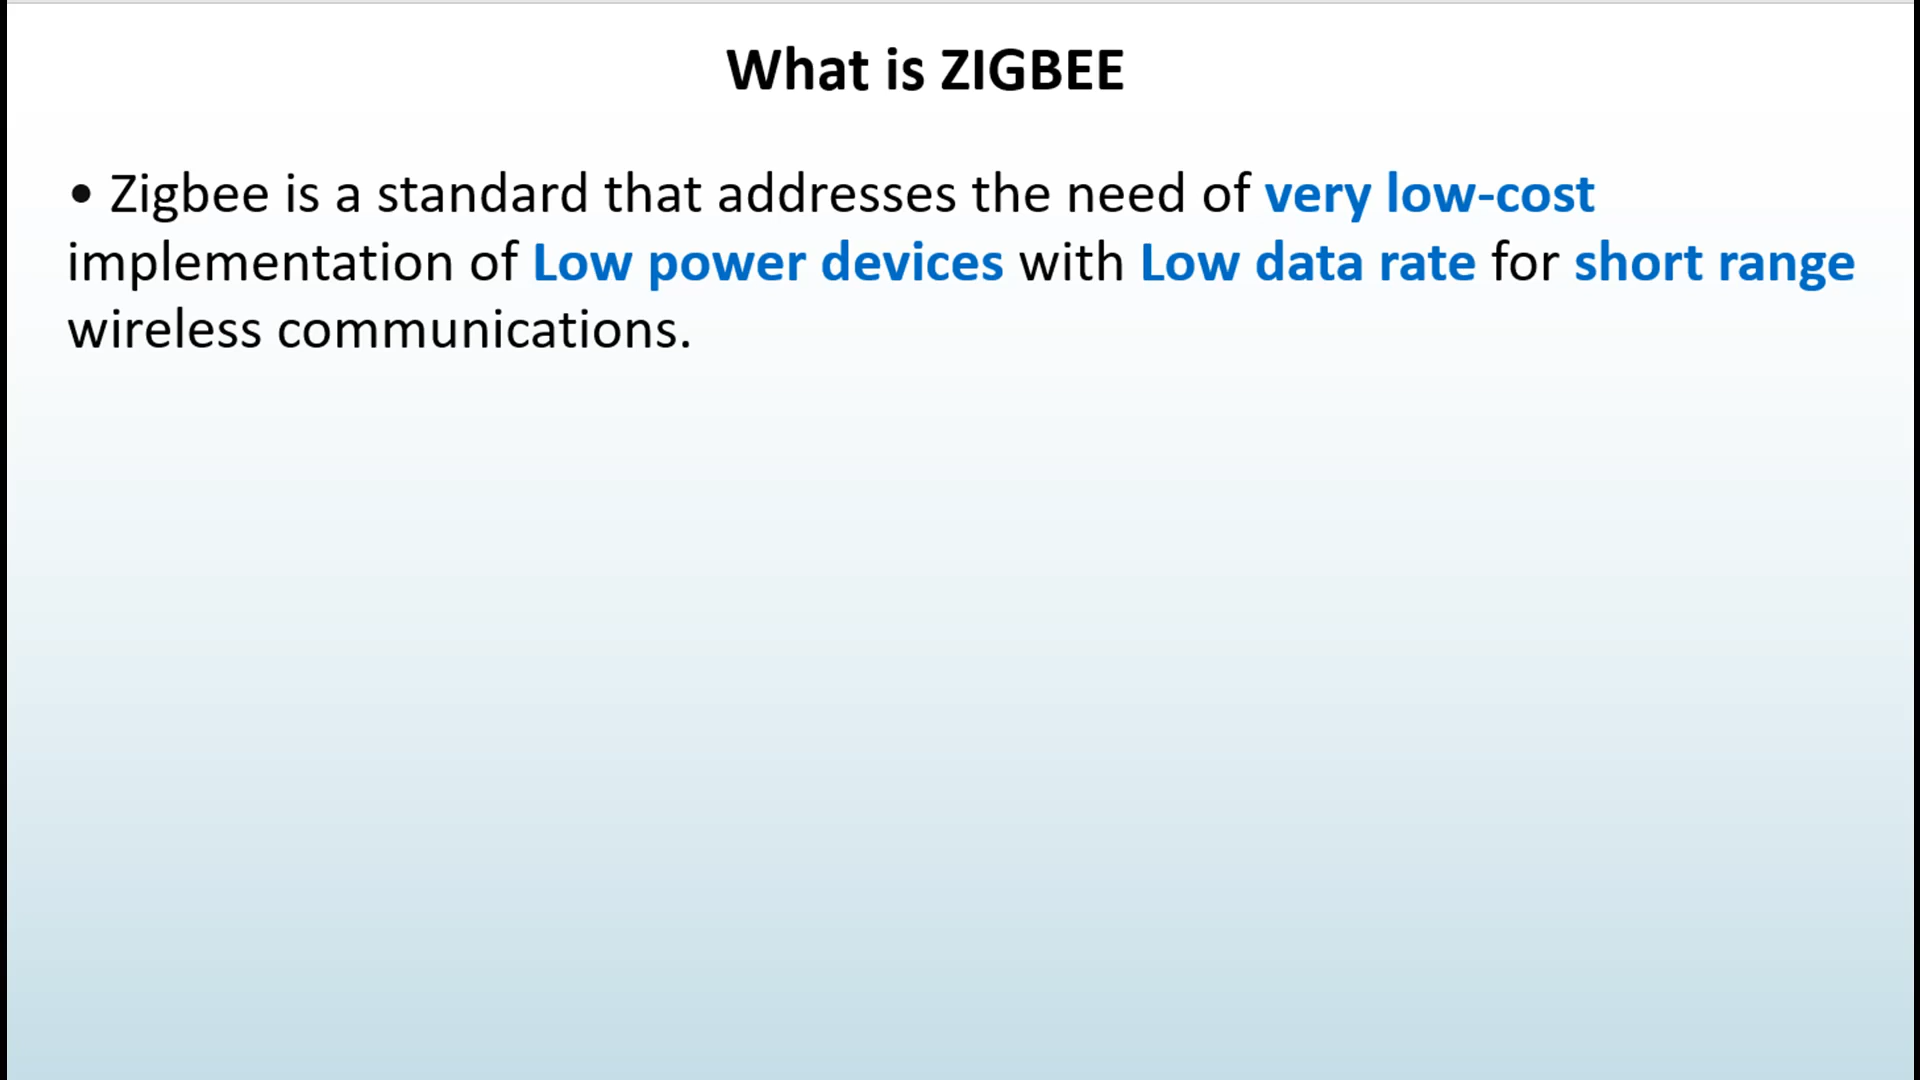 What is ZIGBEE
• Zigbee is a standard that addresses the need of very low-cost
implementation of Low power devices with Low data rate for short range
wireless communications.